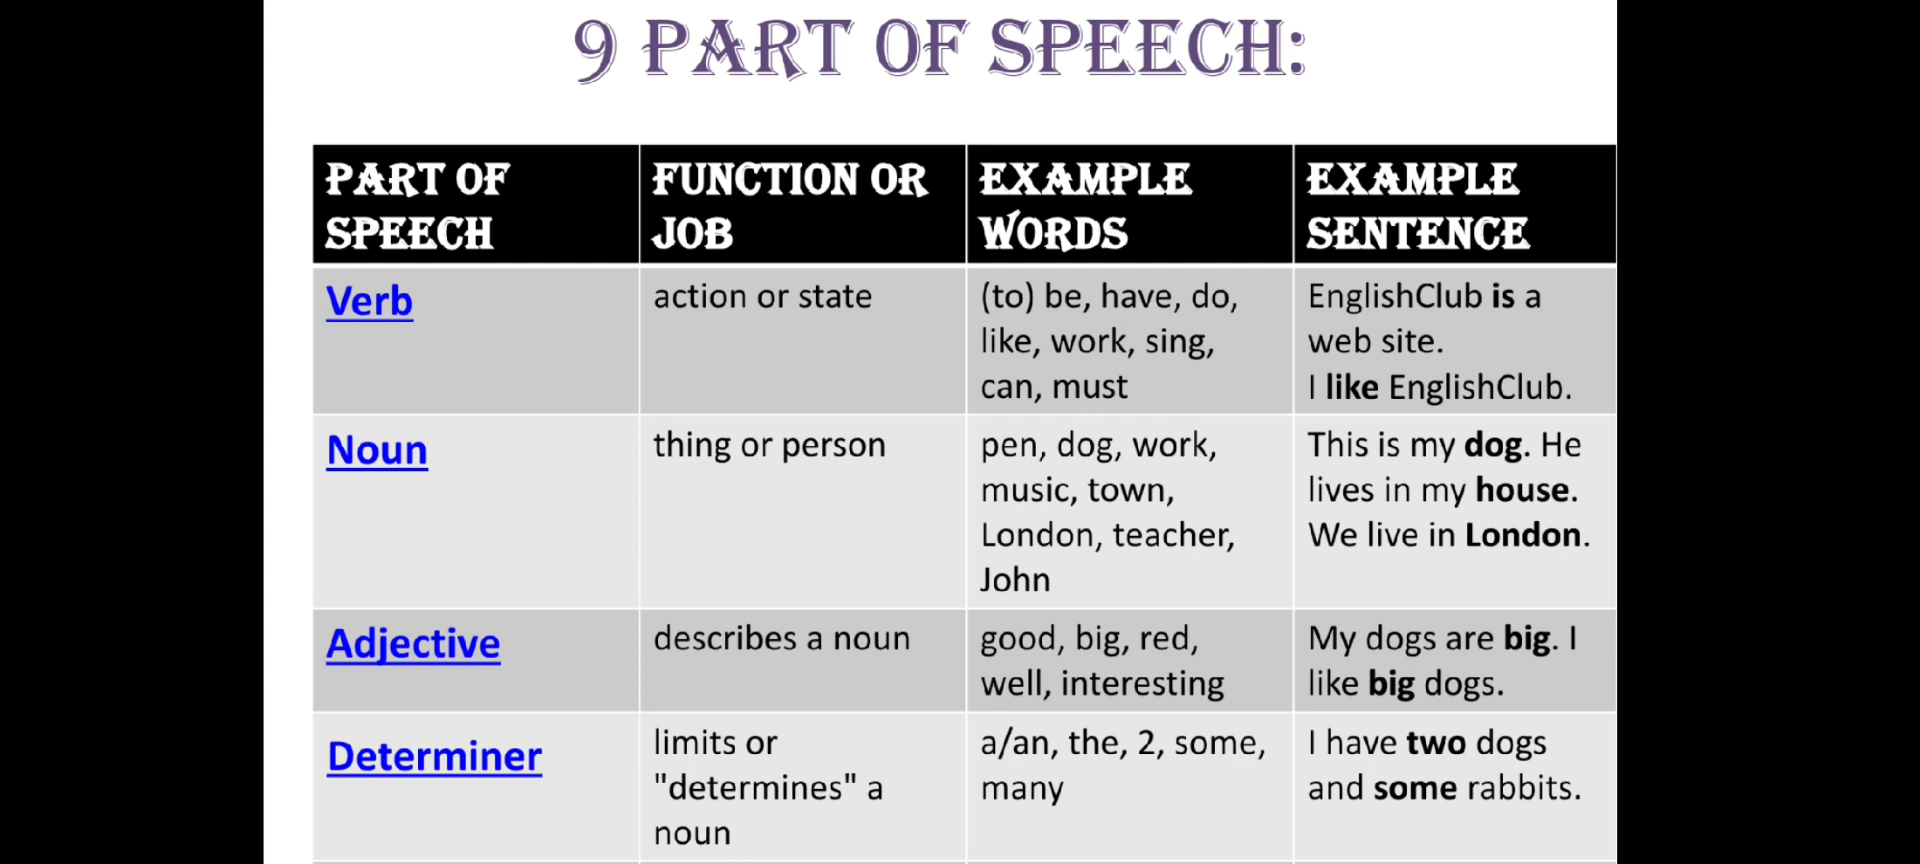 9 PART OF SPEECH:
PART OF
SPEECH
FUNCTION OR
JOB
EXAMPLE
WORDS
EXAMPLE
SENTENCE
Verb
action or state
(to) be, have, do,
like, work, sing,
can, must
EnglishClub is a
web site.
I like EnglishClub.
Noun
thing or person
pen, dog, work,
music, town,
London, teacher,
John
This is my dog. He
lives in my house.
We live in London.
Adjective
describes a noun
good, big, red,
well, interesting
My dogs are big. I
like big dogs.
Determiner
limits or
"determines" a
noun
a/an, the, 2, some,
many
I have two dogs
and some rabbits.